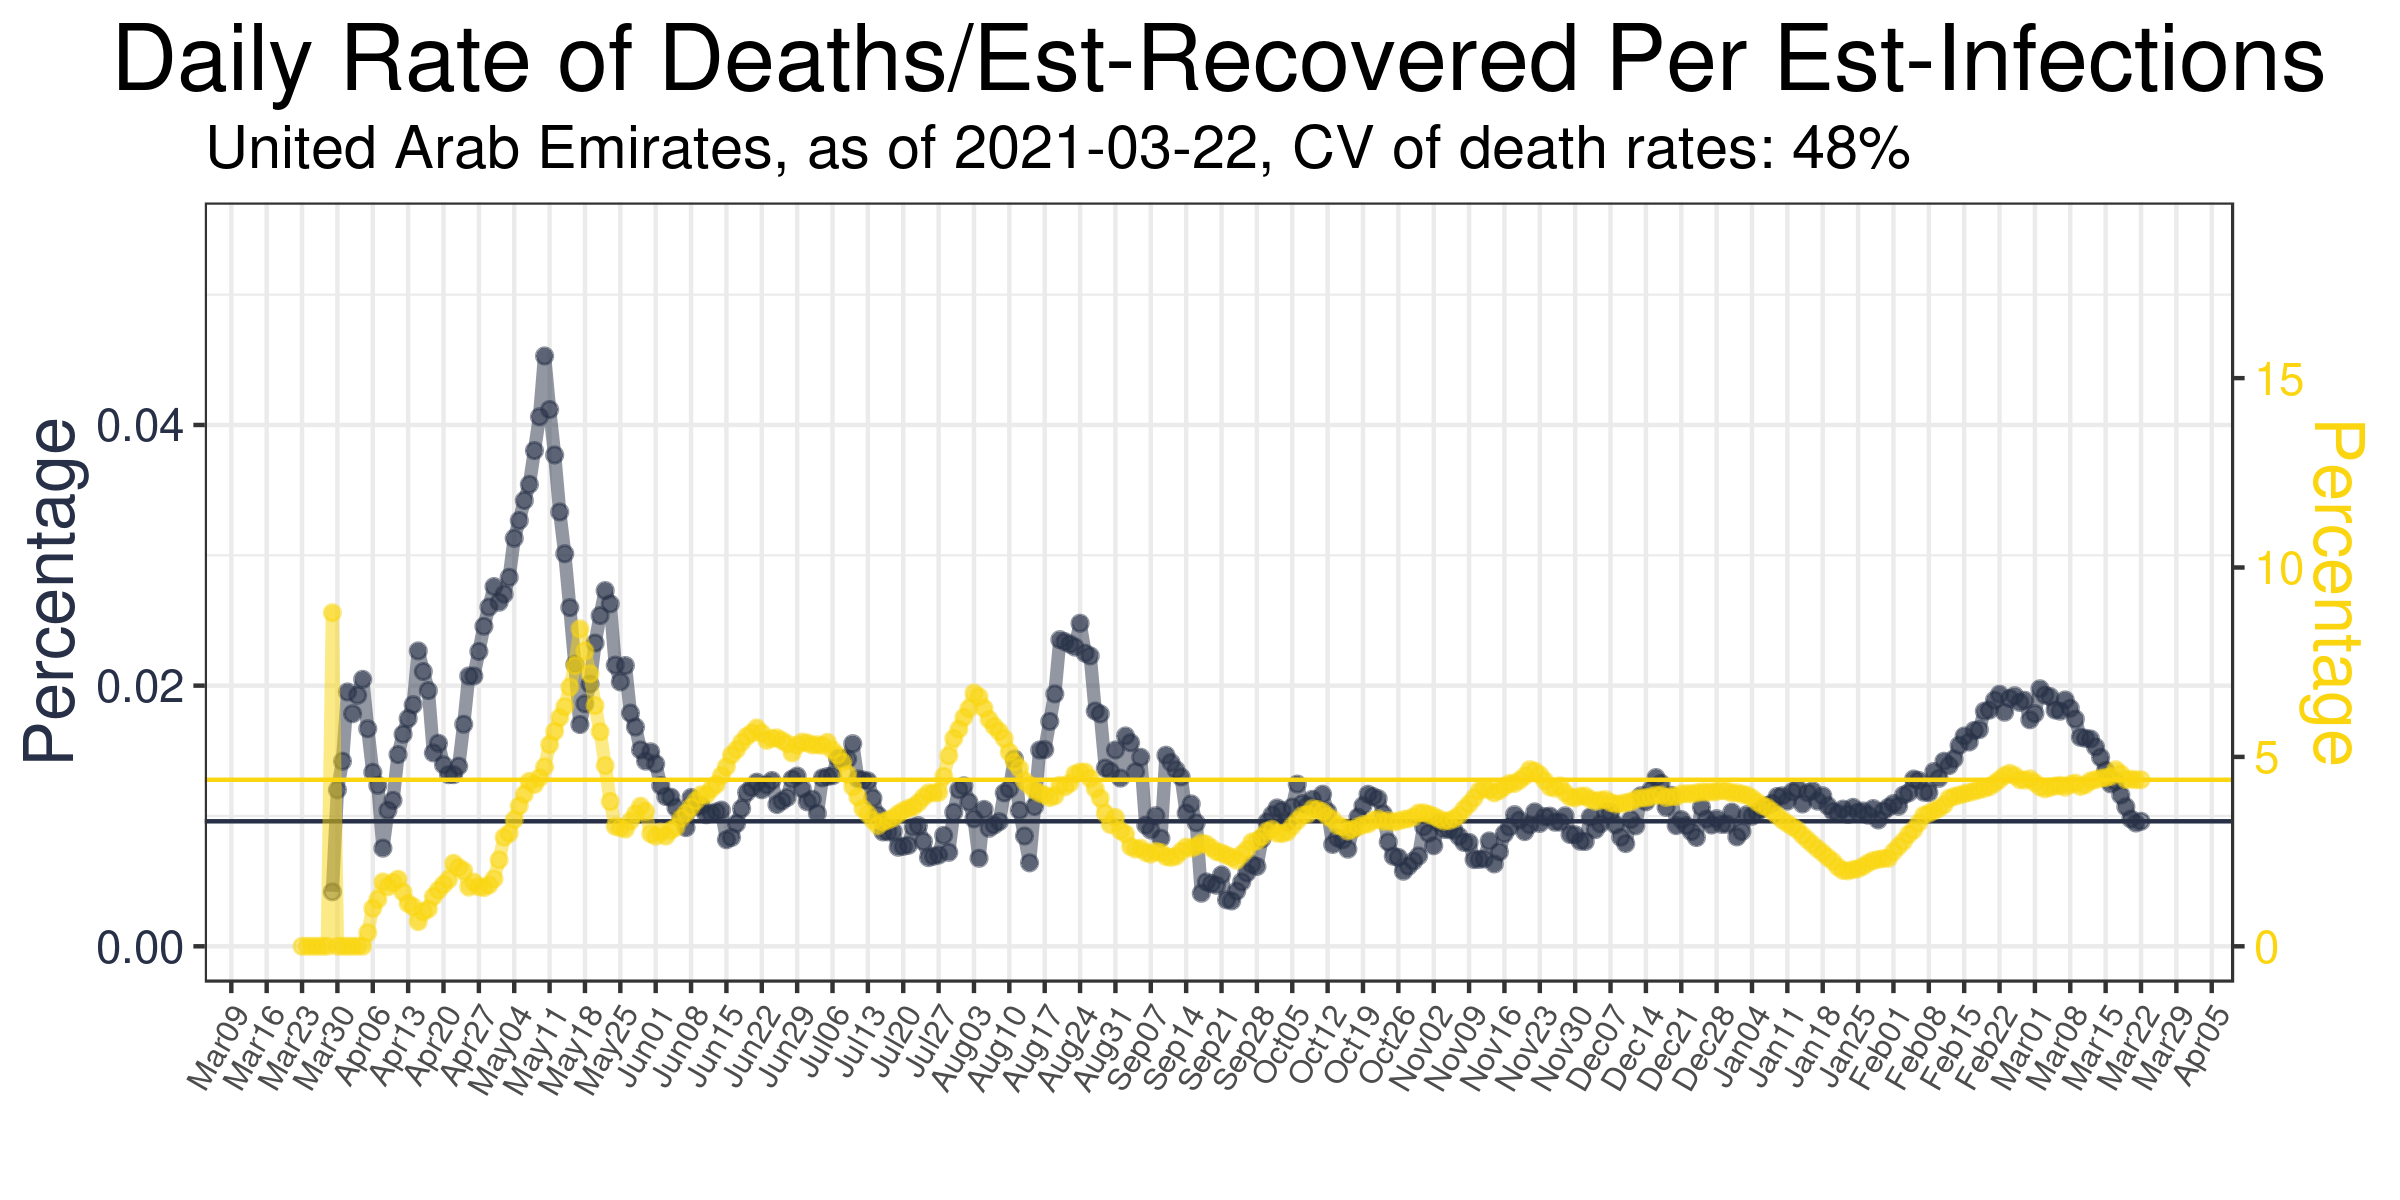 Daily Rate of Deaths/Est-Recovered Per Est-Infections
United Arab Emirates, as of 2021-03-22, CV of death rates: 48%
Percentage
0.04
0.02
0.00
15
10
5
0
Percentage
Mar09
Mar16
Mar23
Mar30
Apr06
Apr13
Apr20
Apr27
May04
May11
May18
May25
Jun01
Jun08
Jun15
Jun22
Jun29
Jul06
Jul13
Jul20
Jul27
Aug03
Aug10
Aug17
Aug24
Aug31
Sep07
Sep14
Sep21
Sep28
Oct05
Oct12
Oct19
Oct26
Nov02
Nov09
Nov16
Nov23
Nov30
Dec07
Dec14
Dec21
Dec28
Jan04
Jan11
Jan18
Jan25
Feb01
Feb08
Feb15
Feb22
Mar01
Mar08
Mar15
Mar22
Mar29
Apr05